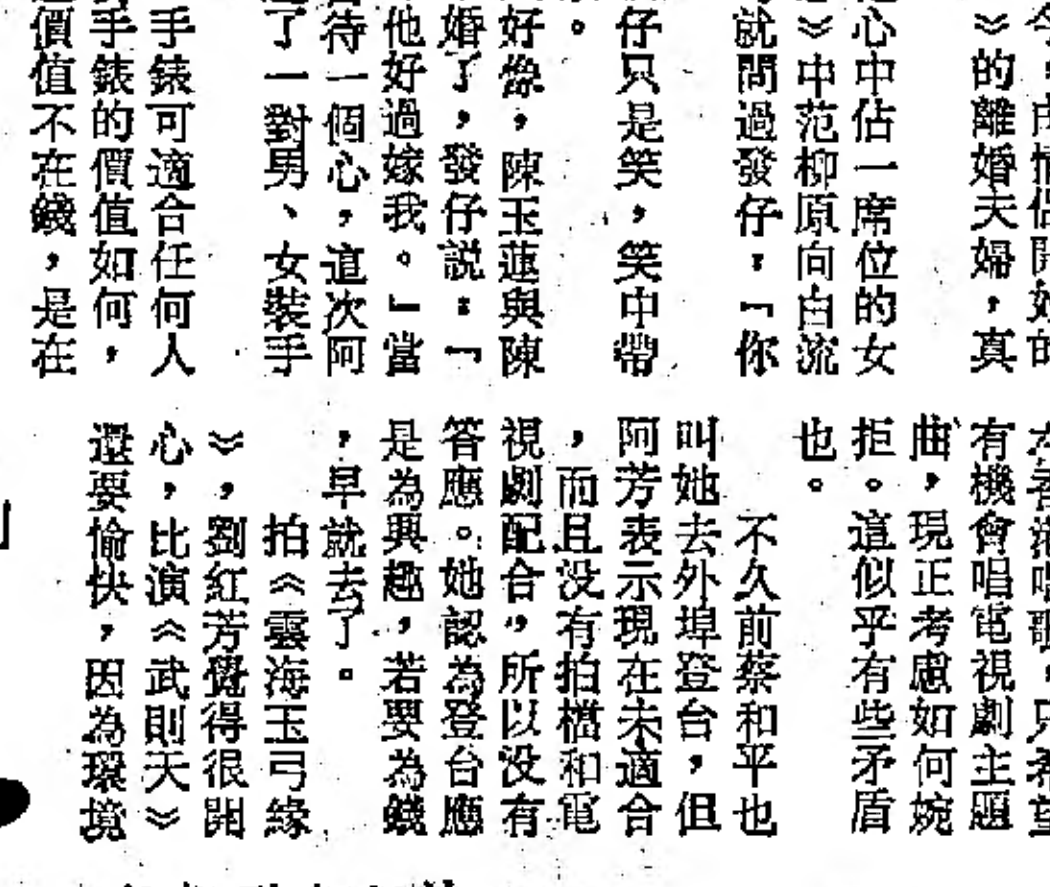 》的離婚夫婦，真
心中佔一席位的女
》中范柳原向白流
就問過發仔：「你
仔只是笑，笑中帶
。
好像，陳玉蓮與陳
婚了，發仔説：「
他好過嫁我。」當
待一個心，這次阿
了一對男、女裝手
手錶可適合任何人
手錶的價值如何，
價值不在錢，是在
有機會唱電視劇主題
曲，現正考慮如何婉
拒。這似乎有些矛盾
也。
不久前蔡和平也
叫她去外埠登台，但
阿芳表示現在未適合
，而且没有拍檔和電
視劇配合，所以没有
答應。她認為登台應
是為興趣，若要為錢
，早就去了。
拍《雲海玉弓緣
》，劉紅芳覺得很開
心，比演《武則天》
還要愉快，因為環境